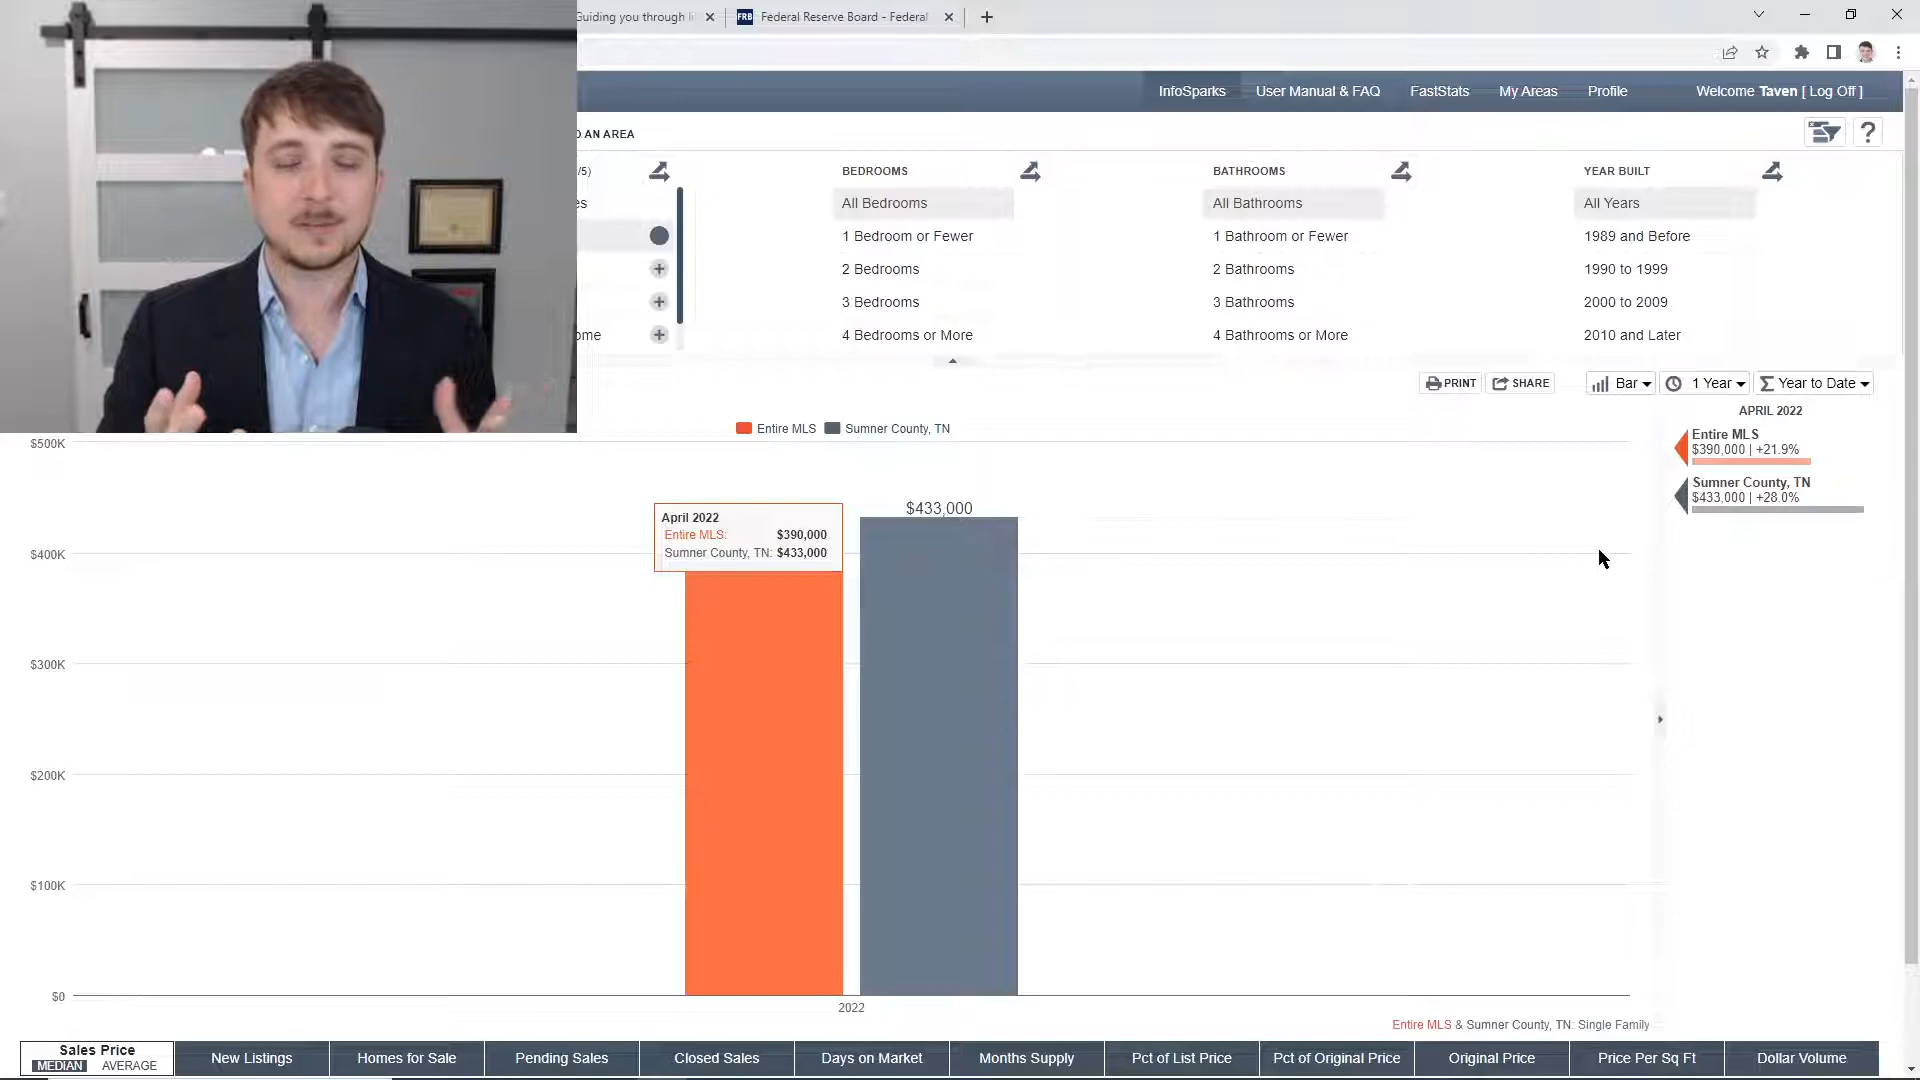 Guiding you through l
Federal Reserve Board - Federal
InfoSparks
User Manual & FAQ
FastStats
My Areas
Profile
Welcome Taven [ Log Off ]
D AN AREA
?
/5)
BEDROOMS
BATHROOMS
YEAR BUILT
es
All Bedrooms
All Bathrooms
All Years
1 Bedroom or Fewer
1 Bathroom or Fewer
1989 and Before
2 Bedrooms
2 Bathrooms
1990 to 1999
3 Bedrooms
3 Bathrooms
2000 to 2009
ome
4 Bedrooms or More
4 Bathrooms or More
2010 and Later
PRINT
SHARE
Bar
1 Year
Year to Date
APRIL 2022
Entire MLS
Sumner County, TN
Entire MLS
$390,000 | +21.9%
Sumner County, TN
$433,000 | +28.0%
$500K
$400K
$300K
$200K
$100K
$0
$433,000
April 2022
Entire MLS: $390,000
Sumner County, TN: $433,000
2022
Entire MLS & Sumner County, TN: Single Family
Sales Price
MEDIAN AVERAGE
New Listings
Homes for Sale
Pending Sales
Closed Sales
Days on Market
Months Supply
Pct of List Price
Pct of Original Price
Original Price
Price Per Sq Ft
Dollar Volume